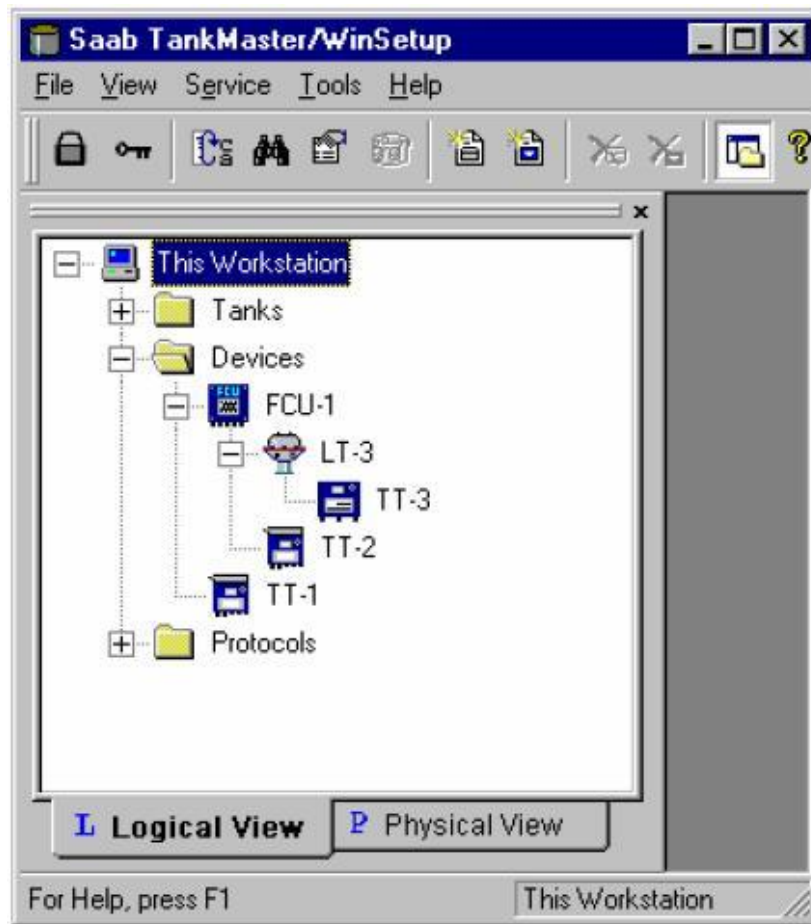 Saab TankMaster/WinSetup
File View Service Tools Help
This Workstation
Tanks
Devices
FCU
FCU-1
LT-3
TT-3
TT-2
TT-1
Protocols
L Logical View P Physical View
For Help, press F1 This Workstation